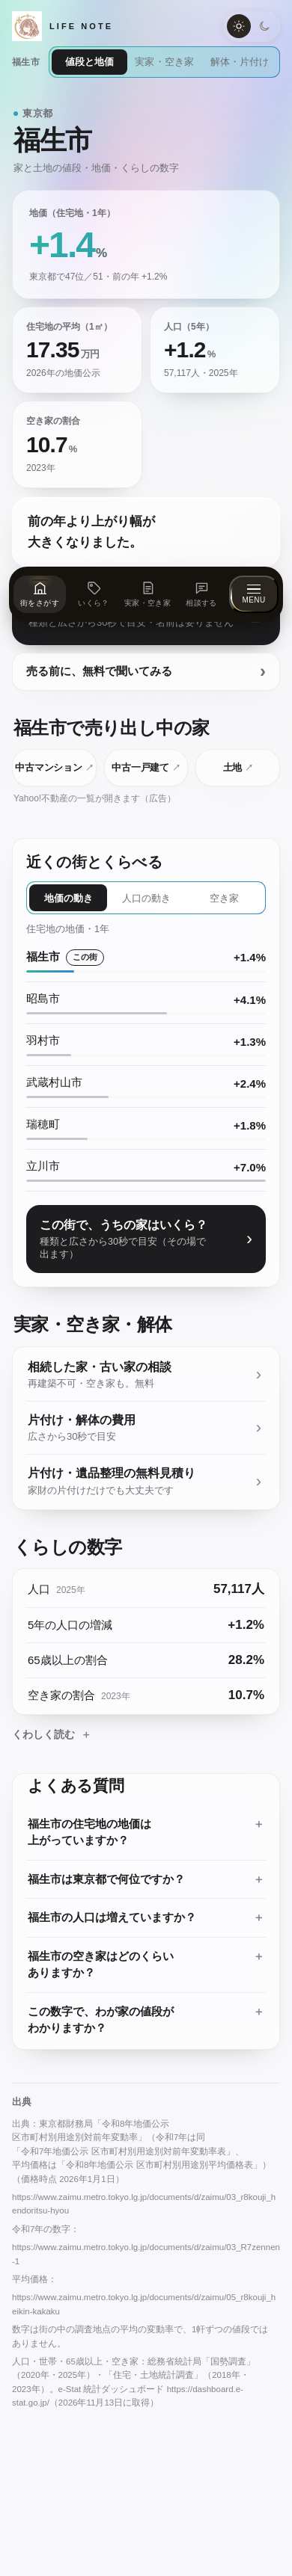 LIFE NOTE
福生市
値段と地価
実家・空き家
解体・片付け
東京都
福生市
家と土地の値段・地価・くらしの数字
地価（住宅地・1年）
+1.4%
東京都で47位／51・前の年 +1.2%
住宅地の平均（1㎡）
17.35万円
2026年の地価公示
人口（5年）
+1.2%
57,117人・2025年
空き家の割合
10.7%
2023年
前の年より上がり幅が
大きくなりました。
街をさがす
いくら？
実家・空き家
相談する
MENU
種類と広さから30秒で目安・名前は要りません
売る前に、無料で聞いてみる ›
福生市で売り出し中の家
中古マンション ↗
中古一戸建て ↗
土地 ↗
Yahoo!不動産の一覧が開きます（広告）
近くの街とくらべる
地価の動き
人口の動き
空き家
住宅地の地価・1年
福生市 この街 +1.4%
昭島市 +4.1%
羽村市 +1.3%
武蔵村山市 +2.4%
瑞穂町 +1.8%
立川市 +7.0%
この街で、うちの家はいくら？
種類と広さから30秒で目安（その場で
出ます） ›
実家・空き家・解体
相続した家・古い家の相談
再建築不可・空き家も。無料 ›
片付け・解体の費用
広さから30秒で目安 ›
片付け・遺品整理の無料見積り
家財の片付けだけでも大丈夫です ›
くらしの数字
人口 2025年 57,117人
5年の人口の増減 +1.2%
65歳以上の割合 28.2%
空き家の割合 2023年 10.7%
くわしく読む +
よくある質問
福生市の住宅地の地価は
上がっていますか？ +
福生市は東京都で何位ですか？ +
福生市の人口は増えていますか？ +
福生市の空き家はどのくらい
ありますか？ +
この数字で、わが家の値段が
わかりますか？ +
出典
出典：東京都財務局「令和8年地価公示
区市町村別用途別対前年変動率」（令和7年は同
「令和7年地価公示 区市町村別用途別対前年変動率表」、
平均価格は「令和8年地価公示 区市町村別用途別平均価格表」）
（価格時点 2026年1月1日）
https://www.zaimu.metro.tokyo.lg.jp/documents/d/zaimu/03_r8kouji_h
endoritsu-hyou
令和7年の数字：
https://www.zaimu.metro.tokyo.lg.jp/documents/d/zaimu/03_R7zennen
-1
平均価格：
https://www.zaimu.metro.tokyo.lg.jp/documents/d/zaimu/05_r8kouji_h
eikin-kakaku
数字は街の中の調査地点の平均の変動率で、1軒ずつの値段では
ありません。
人口・世帯・65歳以上・空き家：総務省統計局「国勢調査」
（2020年・2025年）・「住宅・土地統計調査」（2018年・
2023年）。e-Stat 統計ダッシュボード https://dashboard.e-
stat.go.jp/（2026年11月13日に取得）